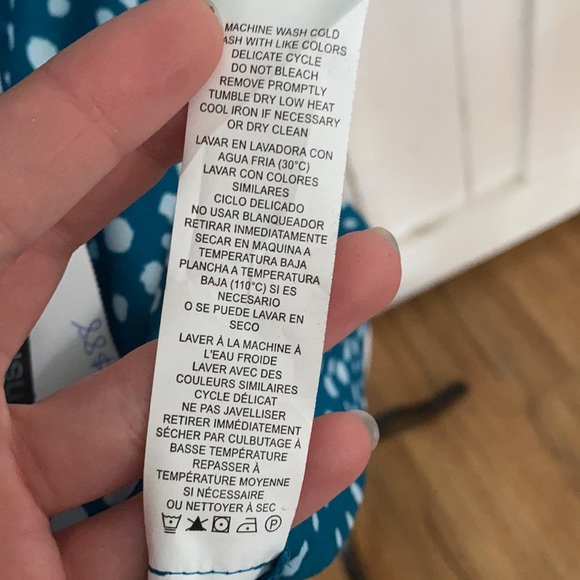 MACHINE WASH COLD
ASH WITH LIKE COLORS
DELICATE CYCLE
DO NOT BLEACH
REMOVE PROMPTLY
TUMBLE DRY LOW HEAT
COOL IRON IF NECESSARY
OR DRY CLEAN
LAVAR EN LAVADORA CON
AGUA FRIA (30°C)
LAVAR CON COLORES
SIMILARES
CICLO DELICADO
NO USAR BLANQUEADOR
RETIRAR INMEDIATAMENTE
SECAR EN MAQUINA A
TEMPERATURA BAJA
PLANCHA A TEMPERATURA
BAJA (110°C) SI ES
NECESARIO
O SE PUEDE LAVAR EN
SECO
LAVER À LA MACHINE À
L'EAU FROIDE
LAVER AVEC DES
COULEURS SIMILAIRES
CYCLE DÉLICAT
NE PAS JAVELLISER
RETIRER IMMÉDIATEMENT
SÉCHER PAR CULBUTAGE À
BASSE TEMPÉRATURE
REPASSER À
TEMPÉRATURE MOYENNE
SI NÉCESSAIRE
OU NETTOYER À SEC
P